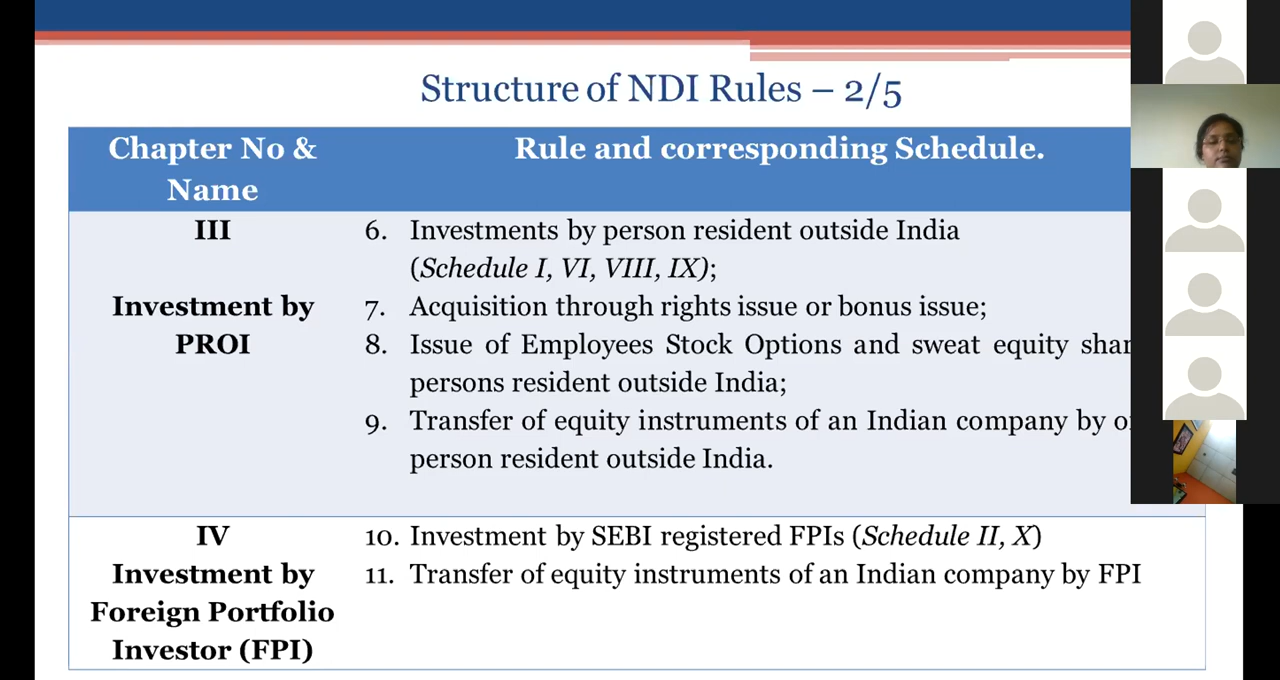 Structure of NDI Rules – 2/5
Chapter No &
Name
Rule and corresponding Schedule.
III
Investment by
PROI
6. Investments by person resident outside India
(Schedule I, VI, VIII, IX);
7. Acquisition through rights issue or bonus issue;
8. Issue of Employees Stock Options and sweat equity
persons resident outside India;
9. Transfer of equity instruments of an Indian company by
person resident outside India.
IV
Investment by
Foreign Portfolio
Investor (FPI)
10. Investment by SEBI registered FPIs (Schedule II, X)
11. Transfer of equity instruments of an Indian company by FPI